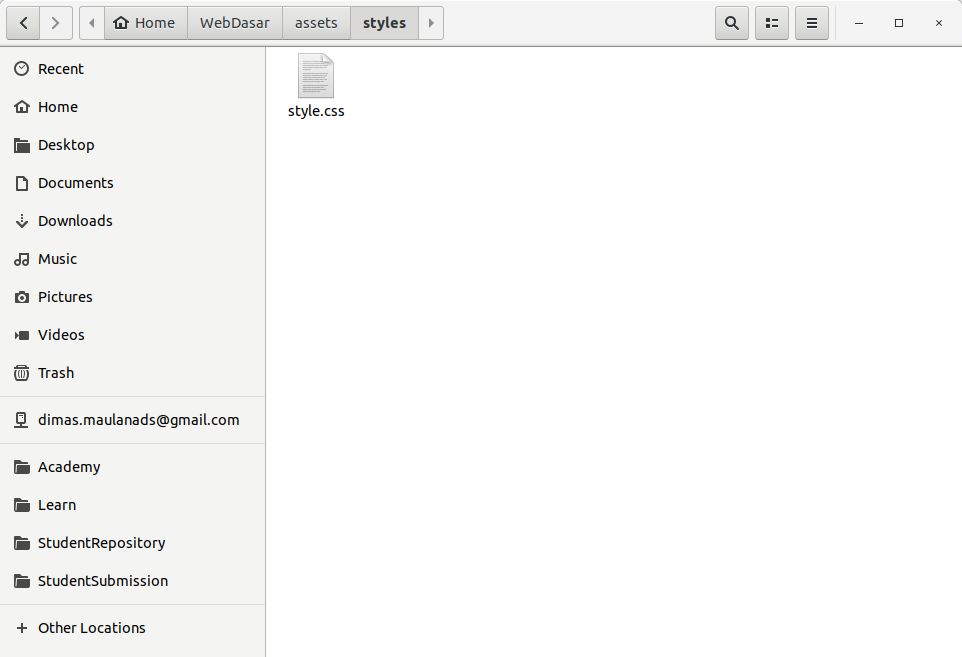 Home WebDasar assets styles
Recent
Home
Desktop
Documents
Downloads
Music
Pictures
Videos
Trash
dimas.maulanads@gmail.com
Academy
Learn
StudentRepository
StudentSubmission
Other Locations
style.css